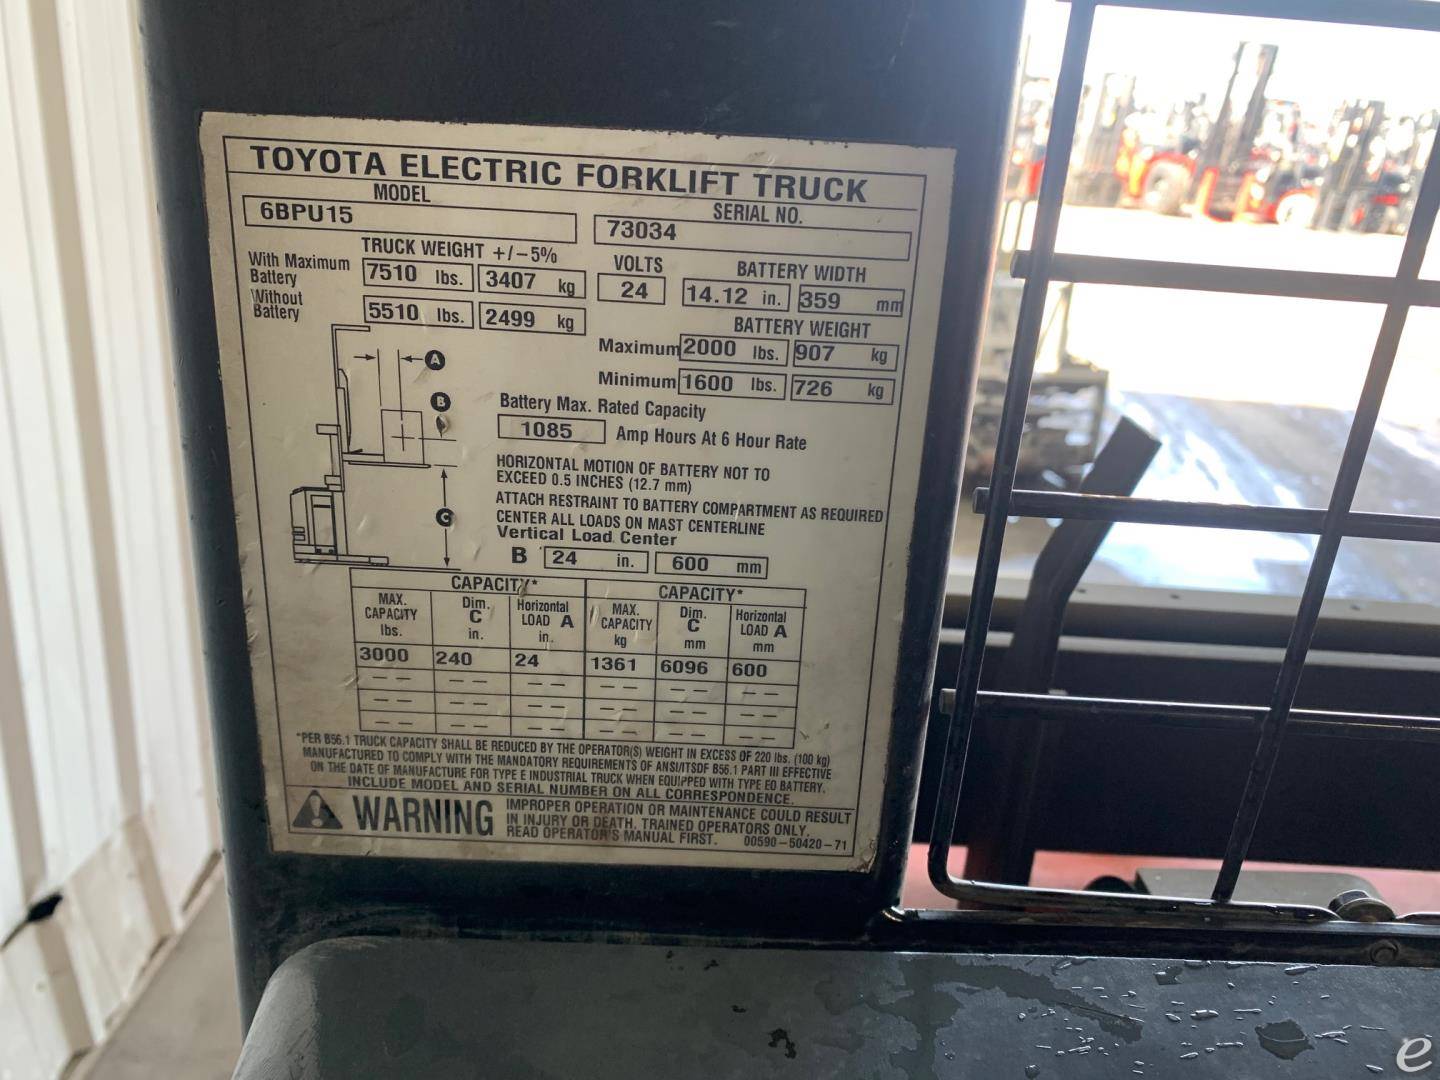 TOYOTA ELECTRIC FORKLIFT TRUCK
MODEL
6BPU15
SERIAL NO.
73034
TRUCK WEIGHT +/-5%
With Maximum
Battery
7510 lbs. 3407 kg
Without
Battery
5510 lbs. 2499 kg
VOLTS
24
BATTERY WIDTH
14.12 in. 359 mm
BATTERY WEIGHT
Maximum 2000 lbs. 907 kg
Minimum 1600 lbs. 726 kg
A
B
C
Battery Max. Rated Capacity
1085 Amp Hours At 6 Hour Rate
HORIZONTAL MOTION OF BATTERY NOT TO
EXCEED 0.5 INCHES (12.7 mm)
ATTACH RESTRAINT TO BATTERY COMPARTMENT AS REQUIRED
CENTER ALL LOADS ON MAST CENTERLINE
Vertical Load Center
B 24 in. 600 mm
CAPACITY* CAPACITY*
MAX. CAPACITY lbs. Dim. C in. Horizontal LOAD A in. MAX. CAPACITY kg Dim. C mm Horizontal LOAD A mm
3000 240 24 1361 6096 600
-- -- -- -- -- --
-- -- -- -- -- --
-- -- -- -- -- --
*PER B56.1 TRUCK CAPACITY SHALL BE REDUCED BY THE OPERATOR(S) WEIGHT IN EXCESS OF 220 lbs. (100 kg)
MANUFACTURED TO COMPLY WITH THE MANDATORY REQUIREMENTS OF ANSI/ITSDF B56.1 PART III EFFECTIVE
ON THE DATE OF MANUFACTURE FOR TYPE E INDUSTRIAL TRUCK WHEN EQUIPPED WITH TYPE EO BATTERY.
INCLUDE MODEL AND SERIAL NUMBER ON ALL CORRESPONDENCE.
WARNING
IMPROPER OPERATION OR MAINTENANCE COULD RESULT
IN INJURY OR DEATH. TRAINED OPERATORS ONLY.
READ OPERATOR'S MANUAL FIRST. 00590-50420-71
e